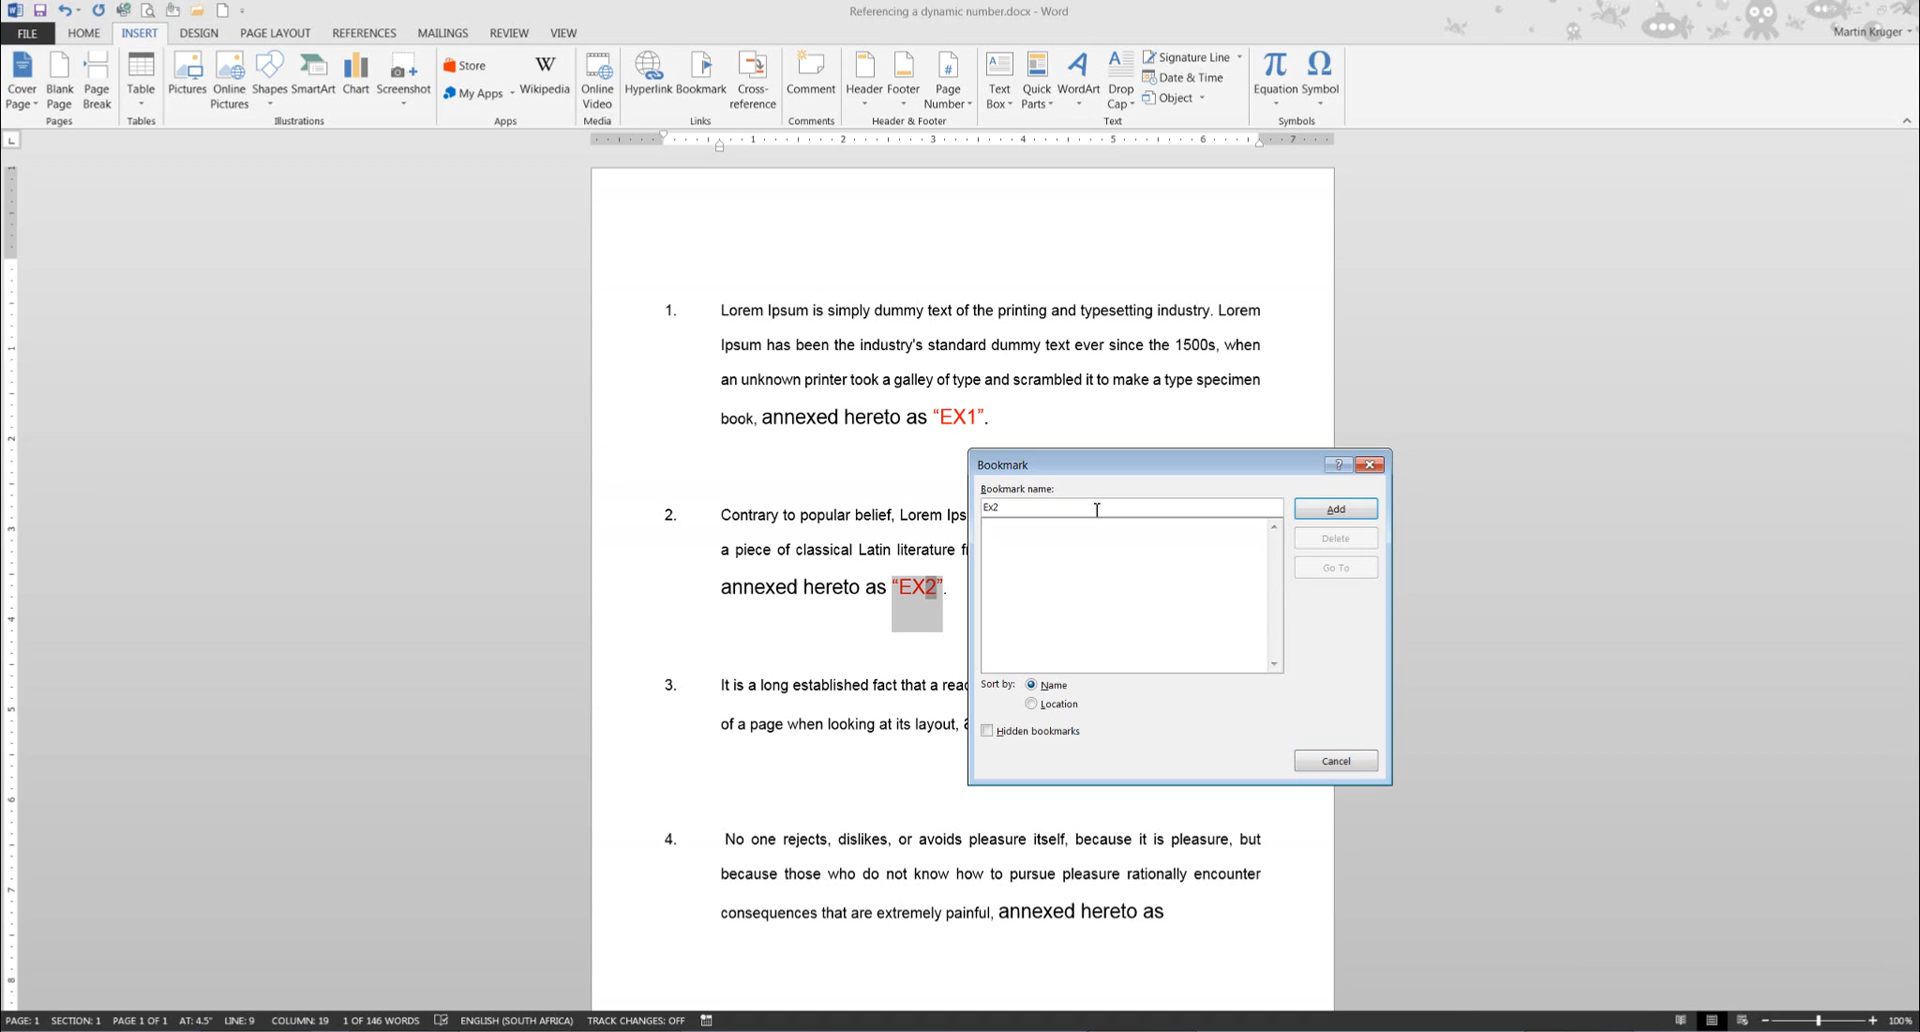 Referencing a dynamic number.docx - Word
FILE HOME INSERT DESIGN PAGE LAYOUT REFERENCES MAILINGS REVIEW VIEW
Martin Kruger
Cover Page
Blank Page
Page Break
Pages
Table
Tables
Pictures
Online Pictures
Shapes
SmartArt
Chart
Screenshot
Illustrations
Store
My Apps
Wikipedia
Apps
Online Video
Media
Hyperlink
Bookmark
Cross-reference
Links
Comment
Comments
Header
Footer
Page Number
Header & Footer
Text Box
Quick Parts
WordArt
Drop Cap
Signature Line
Date & Time
Object
Text
Equation
Symbol
Symbols
1 2 3 4 5 6 7
1. Lorem Ipsum is simply dummy text of the printing and typesetting industry. Lorem
Ipsum has been the industry's standard dummy text ever since the 1500s, when
an unknown printer took a galley of type and scrambled it to make a type specimen
book, annexed hereto as “EX1”.
2. Contrary to popular belief, Lorem Ips
a piece of classical Latin literature
annexed hereto as “EX2”.
3. It is a long established fact that a
of a page when looking at its layout,
4. No one rejects, dislikes, or avoids pleasure itself, because it is pleasure, but
because those who do not know how to pursue pleasure rationally encounter
consequences that are extremely painful, annexed hereto as
Bookmark
Bookmark name:
Ex2
Add
Delete
Go To
Sort by: Name
Location
Hidden bookmarks
Cancel
PAGE: 1 SECTION: 1 PAGE 1 OF 1 AT: 4.5" LINE: 9 COLUMN: 19 1 OF 146 WORDS ENGLISH (SOUTH AFRICA) TRACK CHANGES: OFF 100%